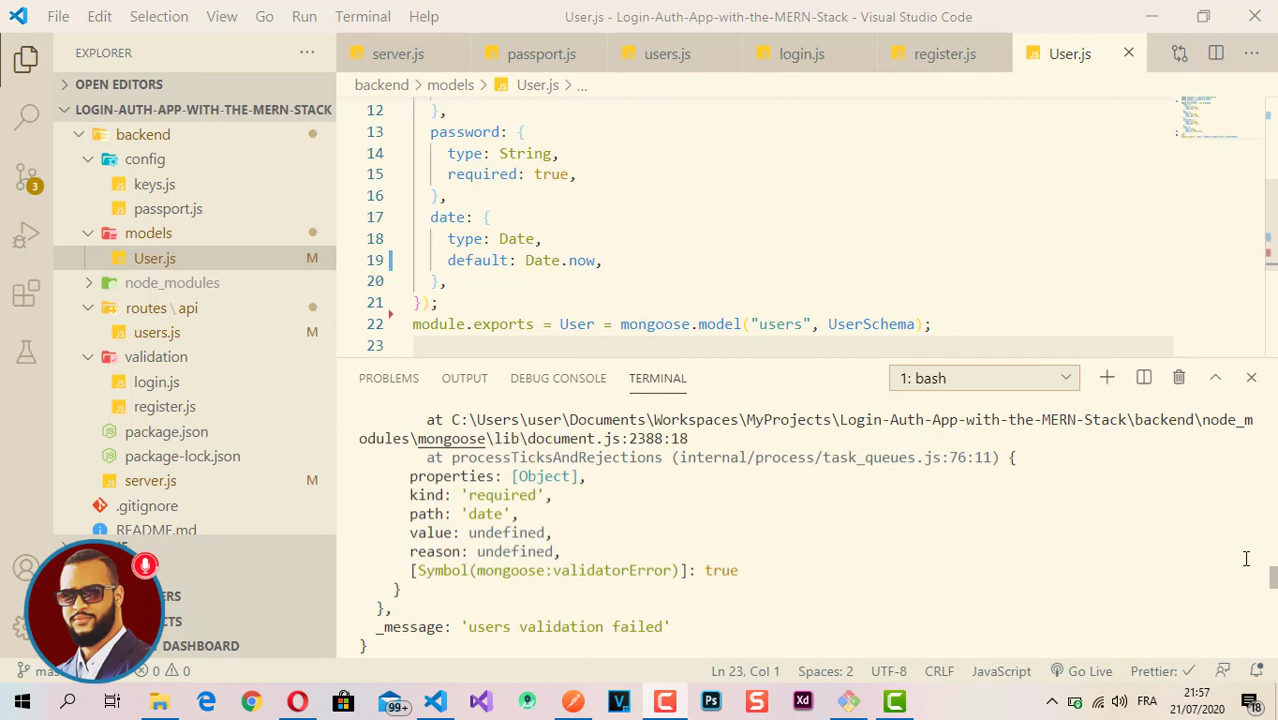 File Edit Selection View Go Run Terminal Help User.js - Login-Auth-App-with-the-MERN-Stack - Visual Studio Code
EXPLORER
server.js passport.js users.js login.js register.js User.js
OPEN EDITORS
LOGIN-AUTH-APP-WITH-THE-MERN-STACK
backend
config
keys.js
passport.js
models
User.js M
node_modules
routes \ api
users.js M
validation
login.js
register.js
package.json
package-lock.json
server.js M
.gitignore
README.md
DASHBOARD
3
backend > models > User.js > ...
12 },
13 password: {
14 type: String,
15 required: true,
16 },
17 date: {
18 type: Date,
19 default: Date.now,
20 },
21 });
22 module.exports = User = mongoose.model("users", UserSchema);
23
PROBLEMS OUTPUT DEBUG CONSOLE TERMINAL 1: bash
at C:\Users\user\Documents\Workspaces\MyProjects\Login-Auth-App-with-the-MERN-Stack\backend\node_m
odules\mongoose\lib\document.js:2388:18
at processTicksAndRejections (internal/process/task_queues.js:76:11) {
properties: [Object],
kind: 'required',
path: 'date',
value: undefined,
reason: undefined,
[Symbol(mongoose:validatorError)]: true
}
},
_message: 'users validation failed'
}
0 0 Ln 23, Col 1 Spaces: 2 UTF-8 CRLF JavaScript Go Live Prettier: ✓
99+ Ps S Xd FRA 21:57
21/07/2020 18